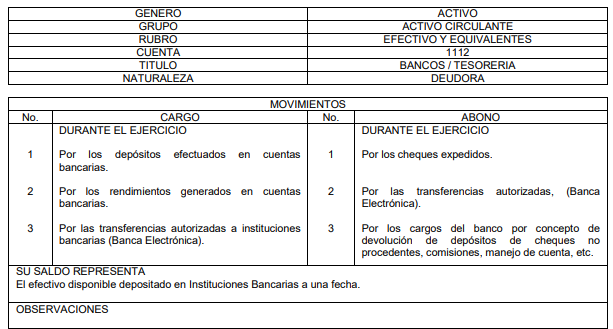 GENERO ACTIVO
GRUPO ACTIVO CIRCULANTE
RUBRO EFECTIVO Y EQUIVALENTES
CUENTA 1112
TITULO BANCOS / TESORERIA
NATURALEZA DEUDORA
MOVIMIENTOS
No. CARGO No. ABONO
DURANTE EL EJERCICIO DURANTE EL EJERCICIO
1 Por los depósitos efectuados en cuentas 1 Por los cheques expedidos.
bancarias.
2 Por los rendimientos generados en cuentas 2 Por las transferencias autorizadas, (Banca
bancarias. Electrónica).
3 Por las transferencias autorizadas a instituciones 3 Por los cargos del banco por concepto de
bancarias (Banca Electrónica). devolución de depósitos de cheques no
procedentes, comisiones, manejo de cuenta, etc.
SU SALDO REPRESENTA
El efectivo disponible depositado en Instituciones Bancarias a una fecha.
OBSERVACIONES